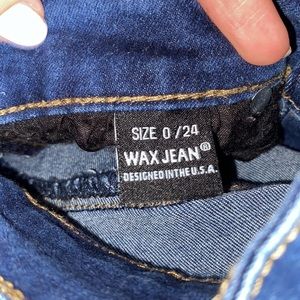 SIZE 0/24
WAX JEAN®
DESIGNED IN THE U.S.A.